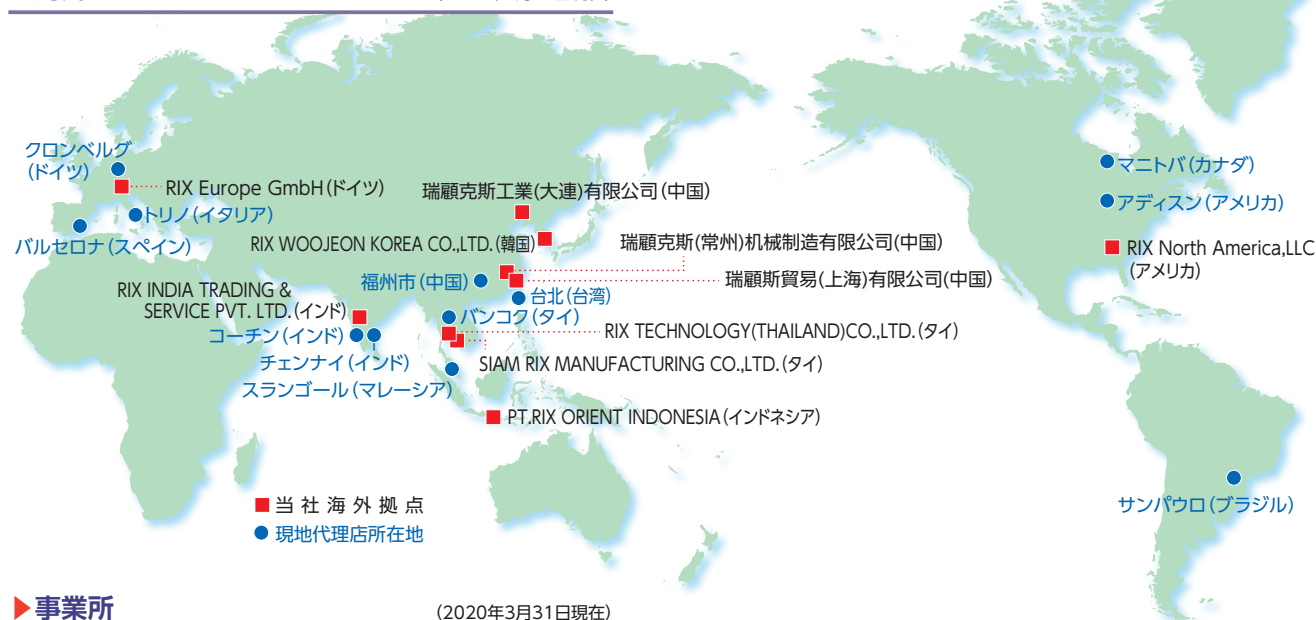 クロンベルグ
(ドイツ)
RIX Europe GmbH(ドイツ)
トリノ(イタリア)
バルセロナ(スペイン)
瑞顧克斯工業(大連)有限公司(中国)
RIX WOOJEON KOREA CO.,LTD.(韓国)
瑞顧克斯(常州)机械制造有限公司(中国)
福州市(中国)
瑞顧斯貿易(上海)有限公司(中国)
台北(台湾)
RIX INDIA TRADING &
SERVICE PVT. LTD.(インド)
バンコク(タイ)
コーチン(インド)
RIX TECHNOLOGY(THAILAND)CO.,LTD.(タイ)
チェンナイ(インド)
SIAM RIX MANUFACTURING CO.,LTD.(タイ)
スランゴール(マレーシア)
PT.RIX ORIENT INDONESIA(インドネシア)
マニトバ(カナダ)
アディスン(アメリカ)
RIX North America,LLC
(アメリカ)
サンパウロ(ブラジル)
■当社海外拠点
●現地代理店所在地
▶事業所
(2020年3月31日現在)